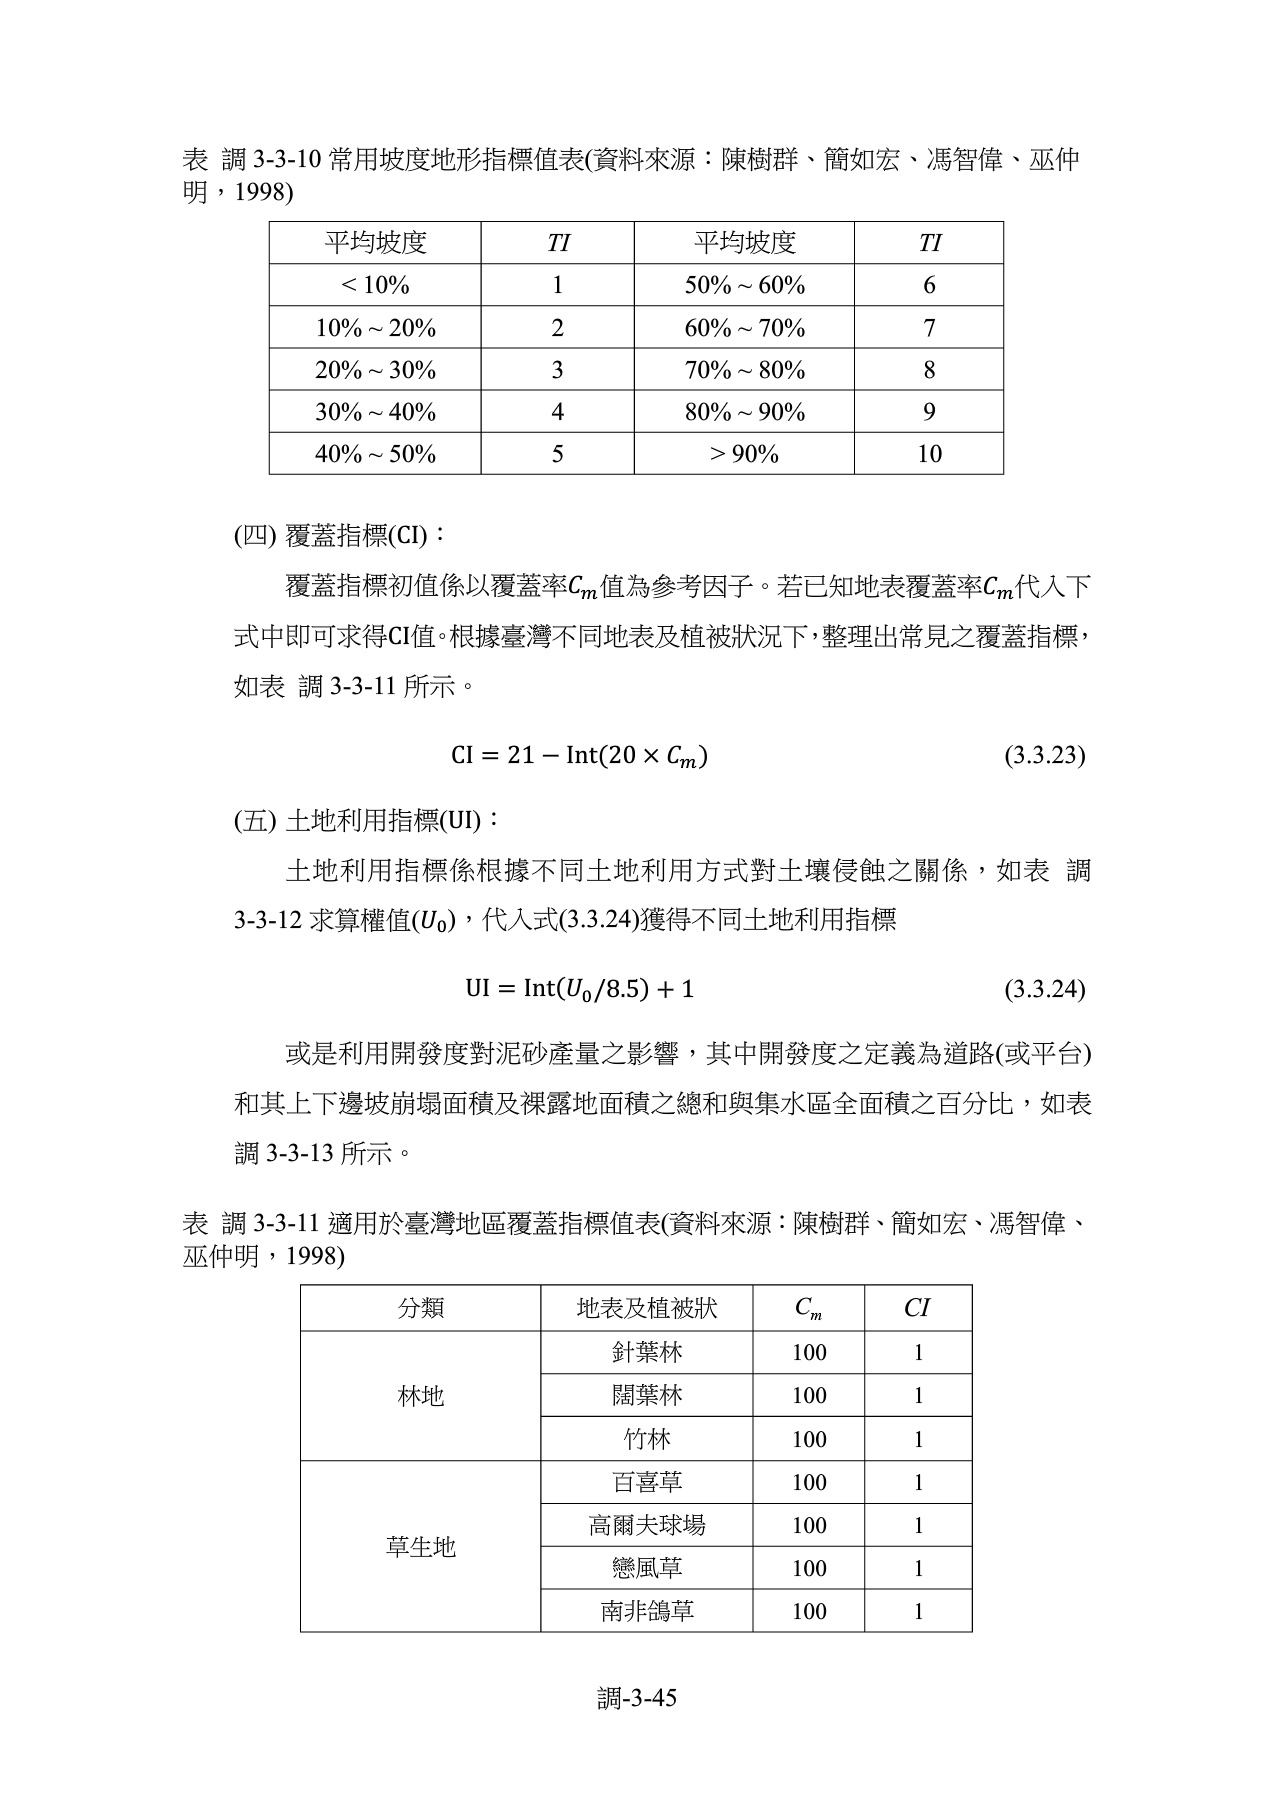 表 調 3-3-10 常用坡度地形指標值表(資料來源：陳樹群、簡如宏、馮智偉、巫仲
明，1998)
平均坡度 TI 平均坡度 TI
< 10% 1 50% ~ 60% 6
10% ~ 20% 2 60% ~ 70% 7
20% ~ 30% 3 70% ~ 80% 8
30% ~ 40% 4 80% ~ 90% 9
40% ~ 50% 5 > 90% 10
(四) 覆蓋指標(CI)：
覆蓋指標初值係以覆蓋率Cm值為參考因子。若已知地表覆蓋率Cm代入下
式中即可求得CI值。根據臺灣不同地表及植被狀況下，整理出常見之覆蓋指標，
如表 調 3-3-11 所示。
CI = 21 − Int(20 × Cm) (3.3.23)
(五) 土地利用指標(UI)：
土地利用指標係根據不同土地利用方式對土壤侵蝕之關係，如表 調
3-3-12 求算權值(U0)，代入式(3.3.24)獲得不同土地利用指標
UI = Int(U0/8.5) + 1 (3.3.24)
或是利用開發度對泥砂產量之影響，其中開發度之定義為道路(或平台)
和其上下邊坡崩塌面積及裸露地面積之總和與集水區全面積之百分比，如表
調 3-3-13 所示。
表 調 3-3-11 適用於臺灣地區覆蓋指標值表(資料來源：陳樹群、簡如宏、馮智偉、
巫仲明，1998)
分類 地表及植被狀 Cm CI
林地 針葉林 100 1
闊葉林 100 1
竹林 100 1
草生地 百喜草 100 1
高爾夫球場 100 1
戀風草 100 1
南非鴿草 100 1
調-3-45